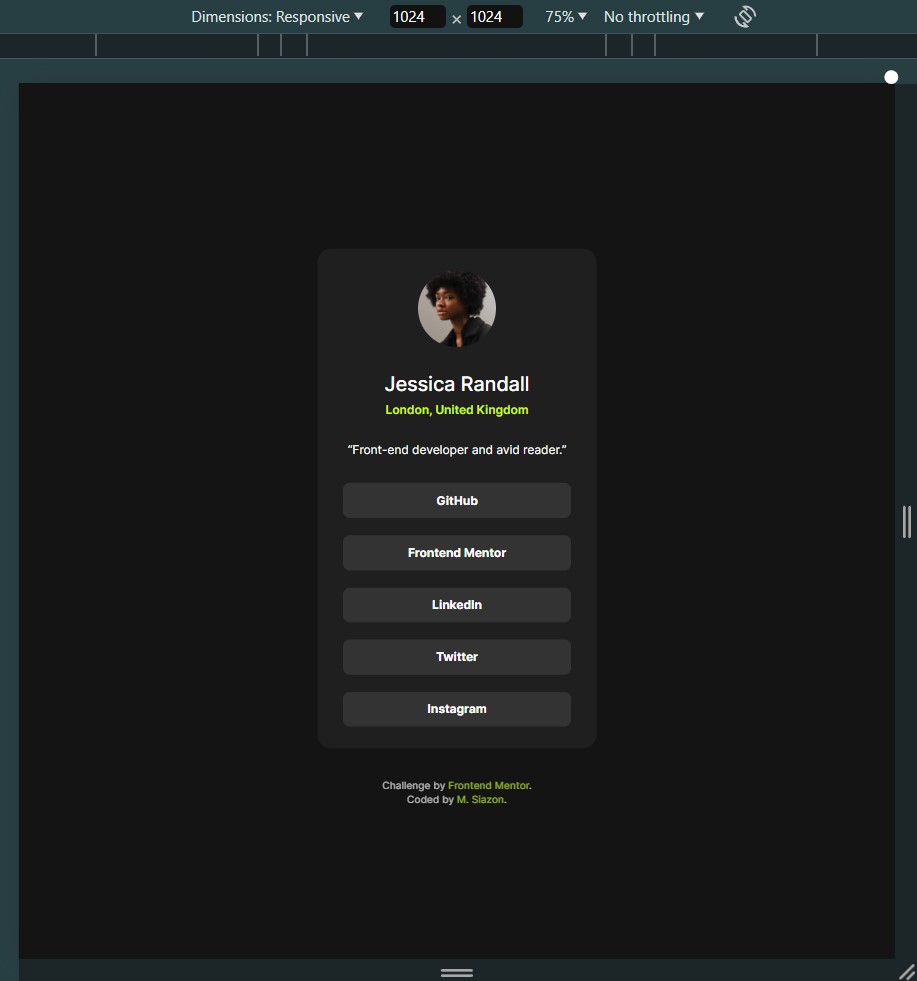 Dimensions: Responsive ▼ 1024 × 1024 75% ▼ No throttling ▼
Jessica Randall
London, United Kingdom
“Front-end developer and avid reader.”
GitHub
Frontend Mentor
LinkedIn
Twitter
Instagram
Challenge by Frontend Mentor.
Coded by M. Siazon.